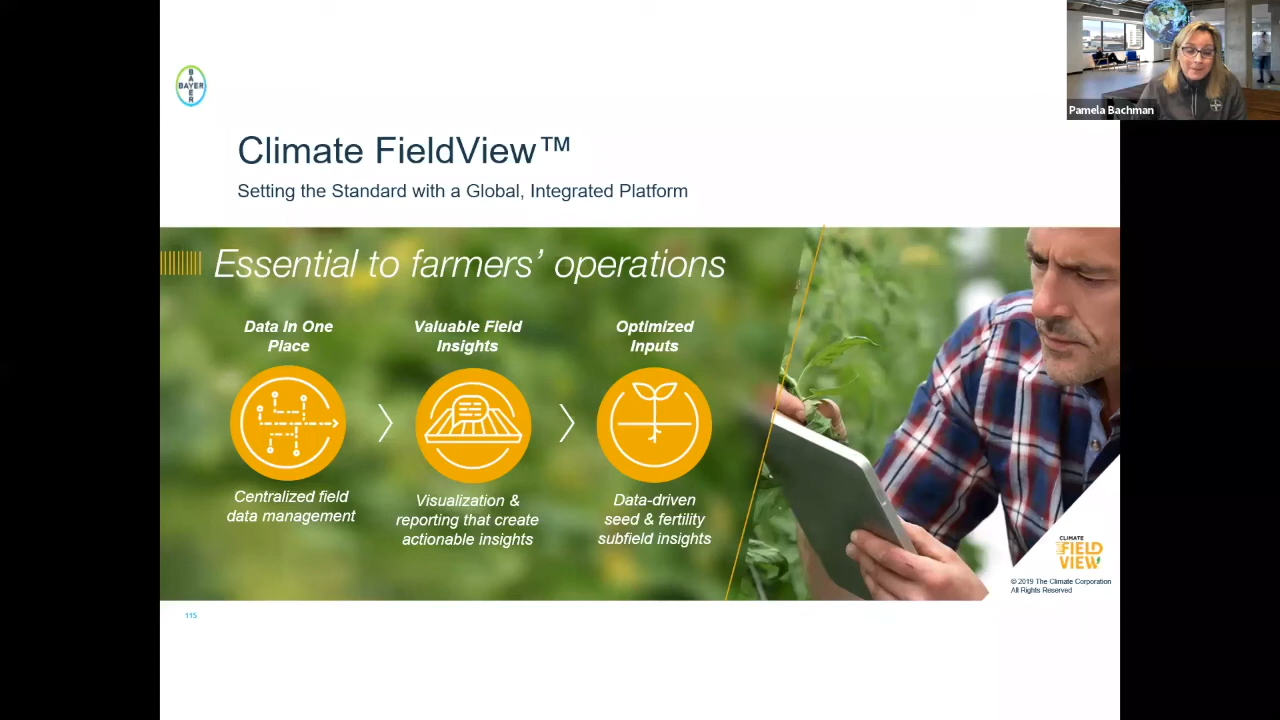 BAYER
BAYER
Pamela Bachman
Climate FieldView™
Setting the Standard with a Global, Integrated Platform
Essential to farmers’ operations
Data In One
Place
Centralized field
data management
Valuable Field
Insights
Visualization &
reporting that create
actionable insights
Optimized
Inputs
Data-driven
seed & fertility
subfield insights
CLIMATE
FIELD
VIEW
© 2019 The Climate Corporation
All Rights Reserved
115